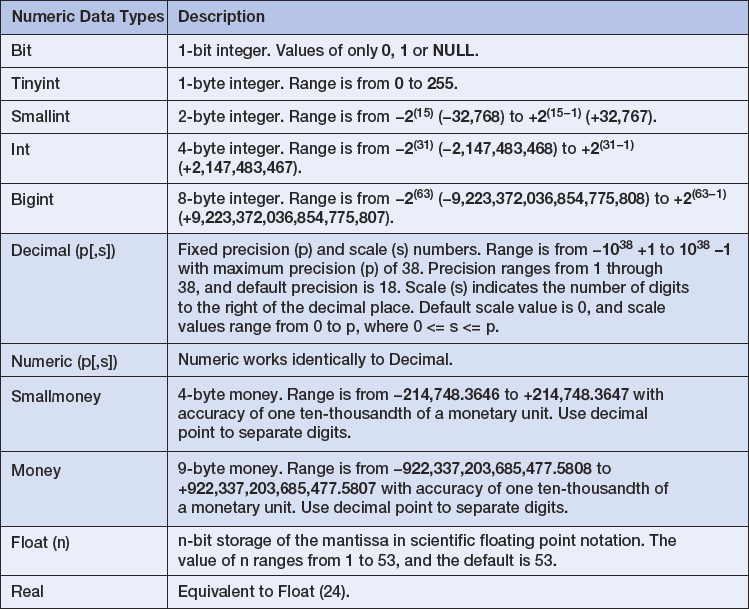 Numeric Data Types Description
Bit 1-bit integer. Values of only 0, 1 or NULL.
Tinyint 1-byte integer. Range is from 0 to 255.
Smallint 2-byte integer. Range is from −2(15) (−32,768) to +2(15−1) (+32,767).
Int 4-byte integer. Range is from −2(31) (−2,147,483,468) to +2(31−1)
(+2,147,483,467).
Bigint 8-byte integer. Range is from −2(63) (−9,223,372,036,854,775,808) to +2(63−1)
(+9,223,372,036,854,775,807).
Decimal (p[,s]) Fixed precision (p) and scale (s) numbers. Range is from −1038 +1 to 1038 −1
with maximum precision (p) of 38. Precision ranges from 1 through
38, and default precision is 18. Scale (s) indicates the number of digits
to the right of the decimal place. Default scale value is 0, and scale
values range from 0 to p, where 0 <= s <= p.
Numeric (p[,s]) Numeric works identically to Decimal.
Smallmoney 4-byte money. Range is from −214,748.3646 to +214,748.3647 with
accuracy of one ten-thousandth of a monetary unit. Use decimal
point to separate digits.
Money 9-byte money. Range is from −922,337,203,685,477.5808 to
+922,337,203,685,477.5807 with accuracy of one ten-thousandth of
a monetary unit. Use decimal point to separate digits.
Float (n) n-bit storage of the mantissa in scientific floating point notation. The
value of n ranges from 1 to 53, and the default is 53.
Real Equivalent to Float (24).